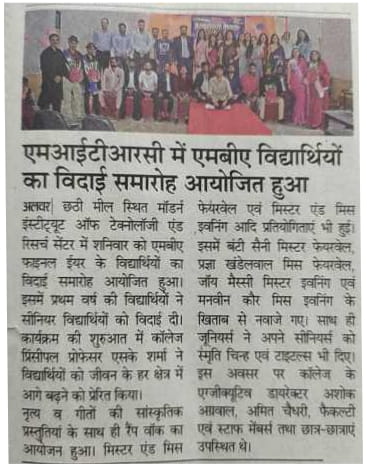 एमआईटीआरसी में एमबीए विद्यार्थियों
का विदाई समारोह आयोजित हुआ
अलवर। छठी मील स्थित मॉडर्न
इंस्टीट्यूट ऑफ टेक्नोलॉजी एंड
रिसर्च सेंटर में शनिवार को एमबीए
फाइनल ईयर के विद्यार्थियों का
विदाई समारोह आयोजित हुआ।
इसमें प्रथम वर्ष की विद्यार्थियों ने
सीनियर विद्यार्थियों को विदाई दी।
कार्यक्रम की शुरुआत में कॉलेज
प्रिंसीपल प्रोफेसर एसके शर्मा ने
विद्यार्थियों को जीवन के हर क्षेत्र में
आगे बढ़ने को प्रेरित किया।
नृत्य व गीतों की सांस्कृतिक
प्रस्तुतियों के साथ ही रैंप वॉक का
आयोजन हुआ। मिस्टर एंड मिस
फेयरवेल एवं मिस्टर एंड मिस
इवनिंग आदि प्रतियोगिताएं भी हुई।
इसमें बंटी सैनी मिस्टर फेयरवेल,
प्रज्ञा खंडेलवाल मिस फेयरवेल,
जॉय मैस्सी मिस्टर इवनिंग एवं
मनवीन कौर मिस इवनिंग के
खिताब से नवाजे गए। साथ ही
जूनियर्स ने अपने सीनियर्स को
स्मृति चिन्ह एवं टाइटल्स भी दिए।
इस अवसर पर कॉलेज के
एग्जीक्यूटिव डायरेक्टर अशोक
अग्रवाल, अमित चौधरी, फैकल्टी
एवं स्टाफ मेंबर्स तथा छात्र-छात्राएं
उपस्थित थे।